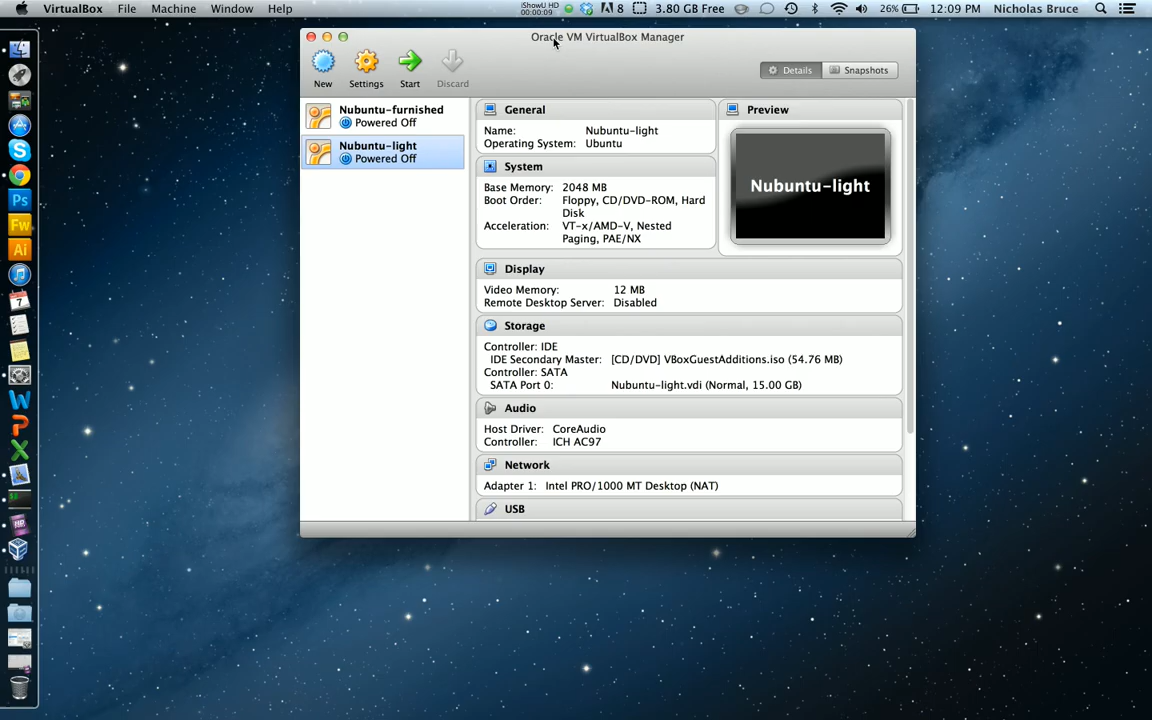 VirtualBox File Machine Window Help
iShowU HD
00:00:09
8 3.80 GB Free 26% 12:09 PM Nicholas Bruce
Oracle VM VirtualBox Manager
New Settings Start Discard
Details Snapshots
Nubuntu-furnished
Powered Off
Nubuntu-light
Powered Off
General
Name: Nubuntu-light
Operating System: Ubuntu
System
Base Memory: 2048 MB
Boot Order: Floppy, CD/DVD-ROM, Hard
Disk
Acceleration: VT-x/AMD-V, Nested
Paging, PAE/NX
Preview
Nubuntu-light
Display
Video Memory: 12 MB
Remote Desktop Server: Disabled
Storage
Controller: IDE
IDE Secondary Master: [CD/DVD] VBoxGuestAdditions.iso (54.76 MB)
Controller: SATA
SATA Port 0: Nubuntu-light.vdi (Normal, 15.00 GB)
Audio
Host Driver: CoreAudio
Controller: ICH AC97
Network
Adapter 1: Intel PRO/1000 MT Desktop (NAT)
USB
Ps
Fw
Ai
7